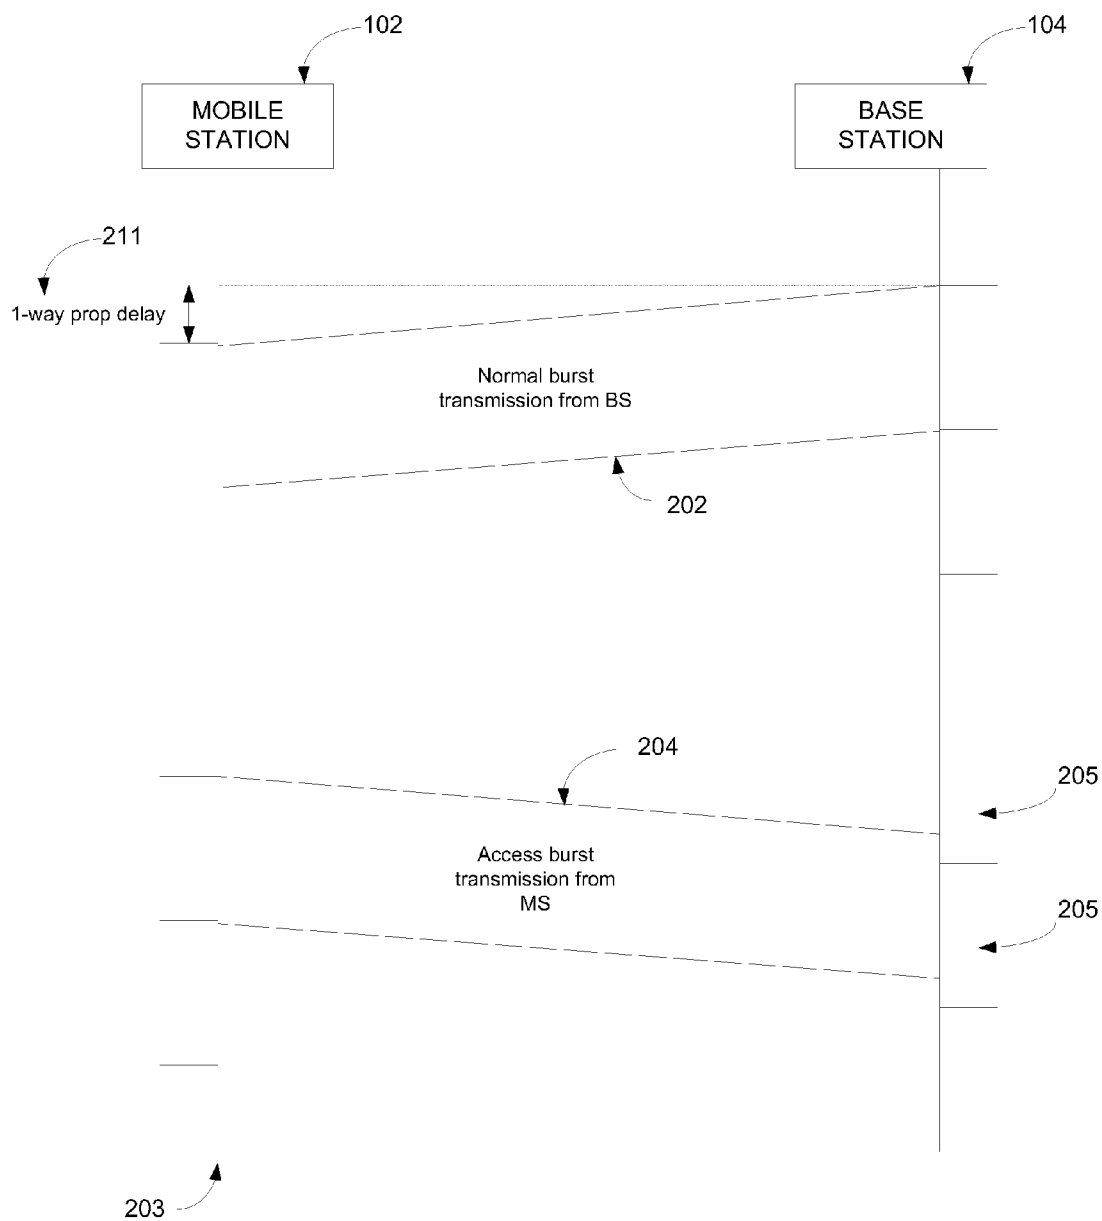 102
104
MOBILE
STATION
BASE
STATION
211
1-way prop delay
Normal burst
transmission from BS
202
204
205
Access burst
transmission from
MS
205
203